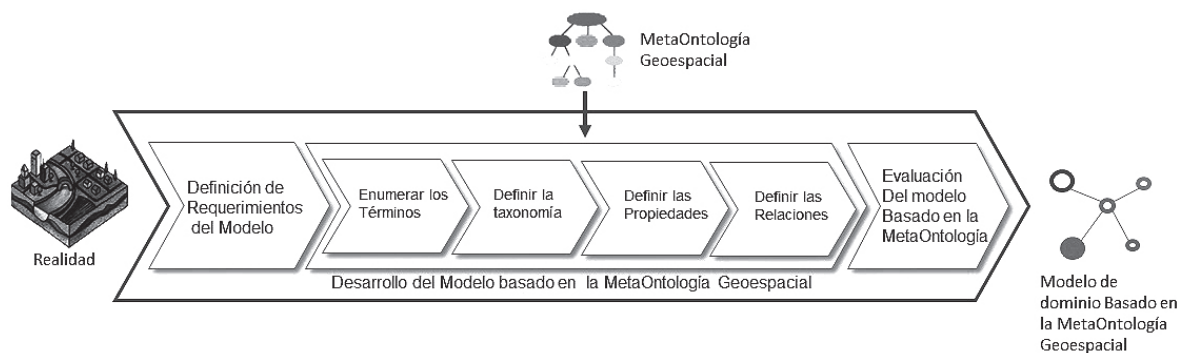 MetaOntología
Geoespacial
Realidad
Definición de
Requerimientos
del Modelo
Enumerar los
Términos
Definir la
taxonomía
Definir las
Propiedades
Definir las
Relaciones
Desarrollo del Modelo basado en la MetaOntología Geoespacial
Evaluación
Del modelo
Basado en la
MetaOntología
Modelo de
dominio Basado en
la MetaOntología
Geoespacial